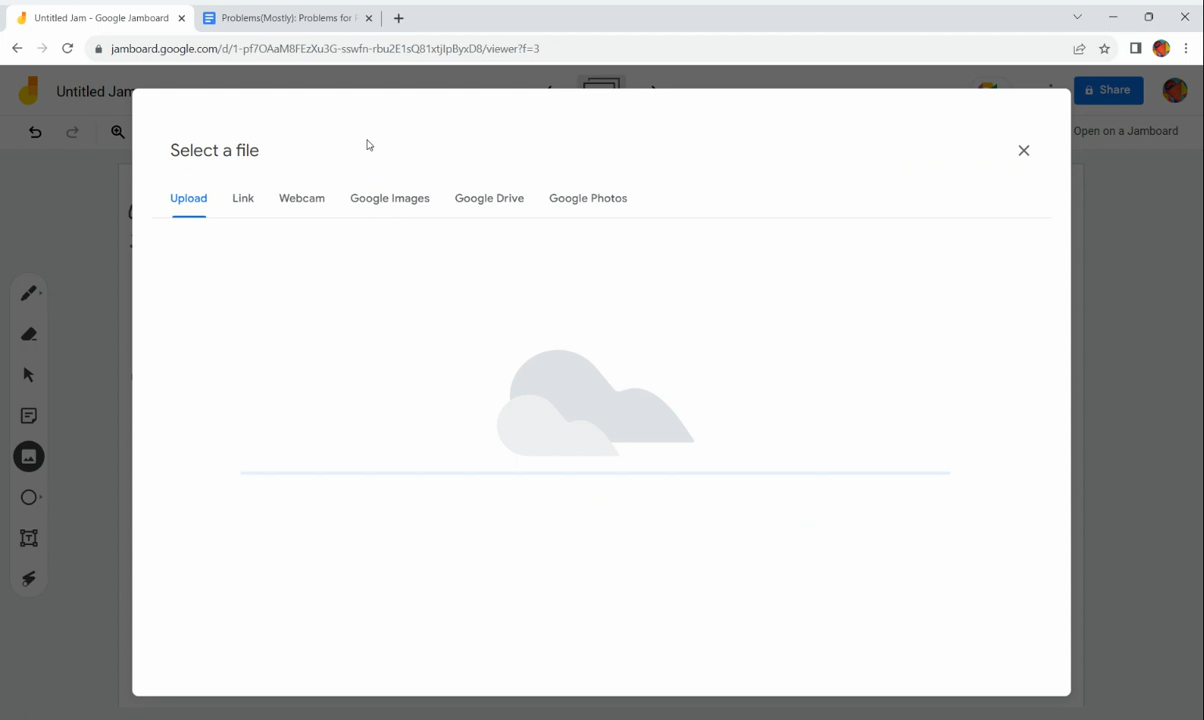 Untitled Jam - Google Jamboard
Problems(Mostly): Problems for
jamboard.google.com/d/1-pf7OAaM8FEzXu3G-sswfn-rbu2E1sQ81xtjIpByxD8/viewer?f=3
Untitled Jam
Share
Open on a Jamboard
Select a file
Upload Link Webcam Google Images Google Drive Google Photos